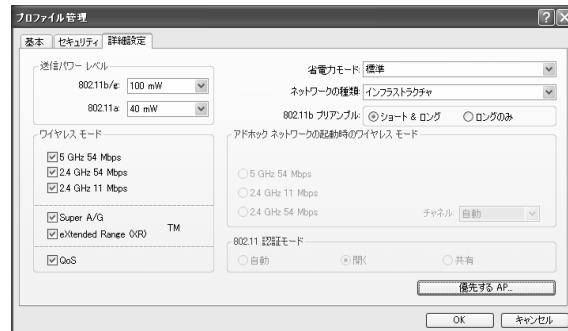 プロファイル管理
基本 セキュリティ 詳細設定
送信パワー レベル
802.11b/g: 100 mW
802.11a: 40 mW
省電力モード: 標準
ネットワークの種類: インフラストラクチャ
802.11b プリアンブル: ショート & ロング ロングのみ
ワイヤレス モード
5 GHz 54 Mbps
2.4 GHz 54 Mbps
2.4 GHz 11 Mbps
Super A/G
eXtended Range (XR)
TM
QoS
アドホック ネットワークの起動時のワイヤレス モード
5 GHz 54 Mbps
2.4 GHz 11 Mbps
2.4 GHz 54 Mbps
チャネル: 自動
802.11 認証モード
自動 開く 共有
優先する AP...
OK キャンセル